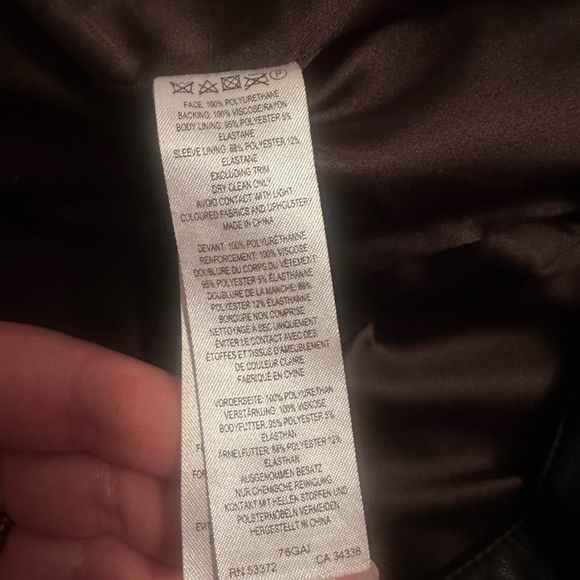 P
FACE: 100% POLYURETHANE
BACKING: 100% VISCOSE/RAYON
BODY LINING: 95% POLYESTER 5%
ELASTANE
SLEEVE LINING: 88% POLYESTER 12%
ELASTANE
EXCLUDING TRIM
DRY CLEAN ONLY
AVOID CONTACT WITH LIGHT
COLOURED FABRICS AND UPHOLSTERY
MADE IN CHINA
DEVANT: 100% POLYURÉTHANNE
RENFORCEMENT: 100% VISCOSE
DOUBLURE DU CORPS DU VÊTEMENT:
95% POLYESTER 5% ÉLASTHANNE
DOUBLURE DE LA MANCHE: 88%
POLYESTER 12% ÉLASTHANNE
BORDURE NON COMPRISE
NETTOYAGE À SEC UNIQUEMENT
ÉVITER LE CONTACT AVEC DES
ÉTOFFES ET TISSUS D'AMEUBLEMENT
DE COULEUR CLAIRE
FABRIQUÉ EN CHINE
VORDERSEITE: 100% POLYURETHAN
VERSTÄRKUNG: 100% VISKOSE
BODYFUTTER: 95% POLYESTER 5%
ELASTHAN
ÄRMELFUTTER: 88% POLYESTER 12%
ELASTHAN
AUSGENOMMEN BESATZ
NUR CHEMISCHE REINIGUNG
KONTAKT MIT HELLEN STOFFEN UND
POLSTERMÖBELN VERMEIDEN
HERGESTELLT IN CHINA
76GAI
RN 53372 CA 34338